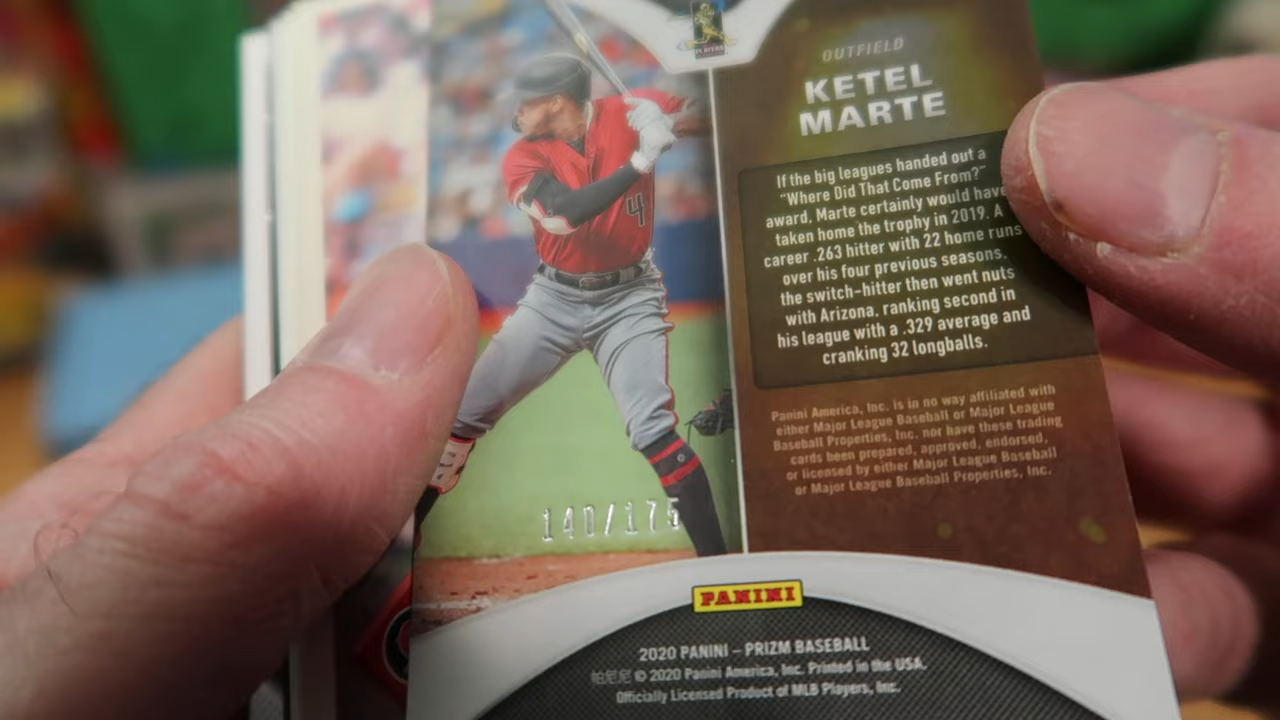 OUTFIELD
KETEL
MARTE
If the big leagues handed out a
"Where Did That Come From?"
award, Marte certainly would have
taken home the trophy in 2019. A
career .263 hitter with 22 home runs
over his four previous seasons,
the switch-hitter then went nuts
with Arizona, ranking second in
his league with a .329 average and
cranking 32 longballs.
Panini America, Inc. is in no way affiliated with
either Major League Baseball or Major League
Baseball Properties, Inc. nor have these trading
cards been prepared, approved, endorsed,
or licensed by either Major League Baseball
or Major League Baseball Properties, Inc.
4
140/175
PANINI
2020 PANINI – PRIZM BASEBALL
帕尼尼 © 2020 Panini America, Inc. Printed in the USA.
Officially Licensed Product of MLB Players, Inc.